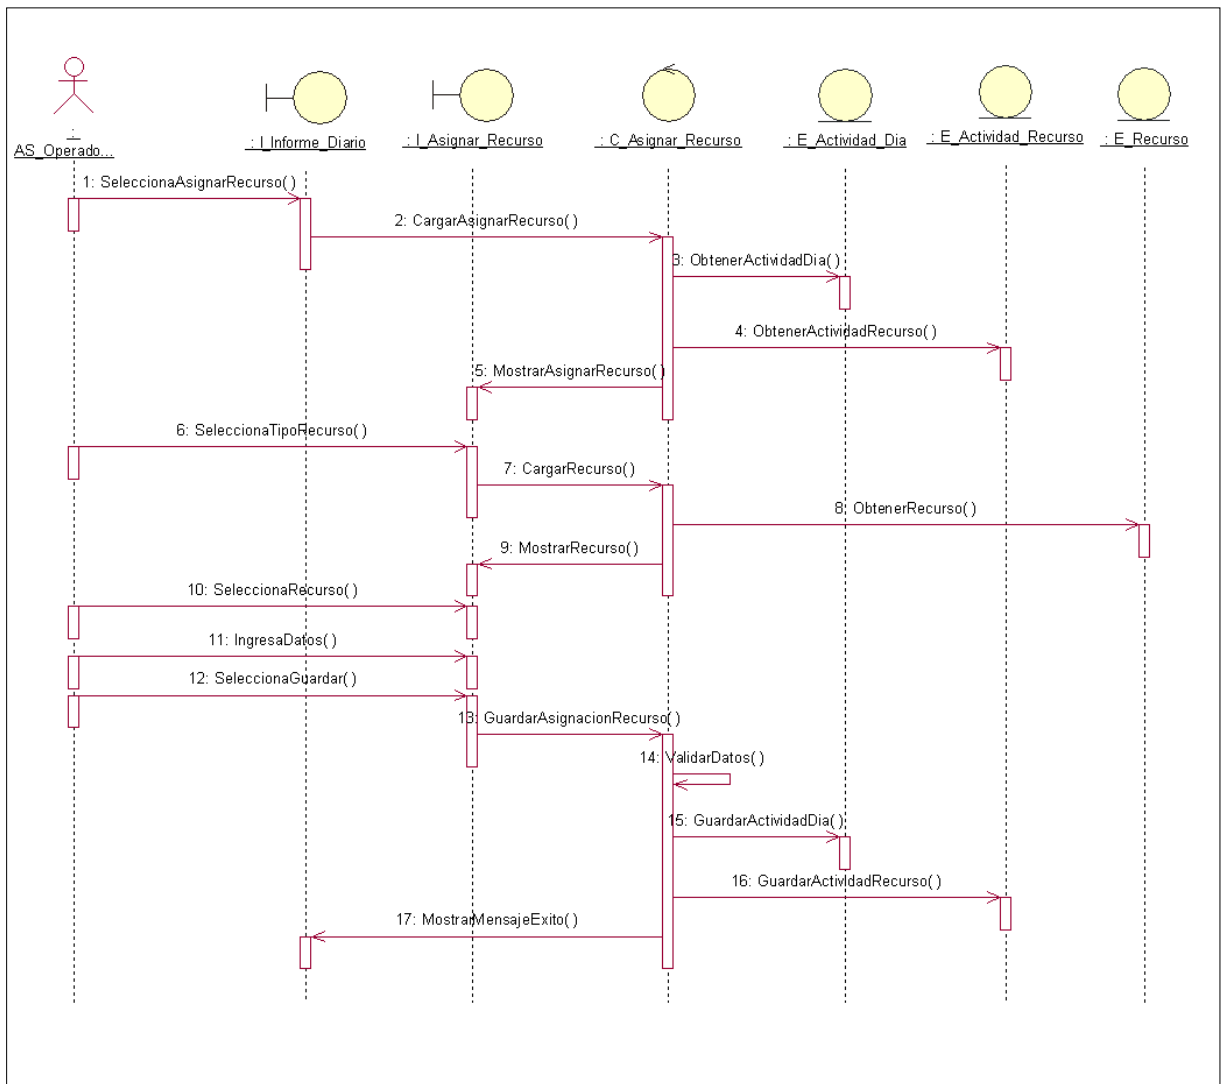 :
AS_Operado...
: I_Informe_Diario
: I_Asignar_Recurso
: C_Asignar_Recurso
: E_Actividad_Dia
: E_Actividad_Recurso
: E_Recurso
1: SeleccionaAsignarRecurso( )
2: CargarAsignarRecurso( )
3: ObtenerActividadDia( )
4: ObtenerActividadRecurso( )
5: MostrarAsignarRecurso( )
6: SeleccionaTipoRecurso( )
7: CargarRecurso( )
8: ObtenerRecurso( )
9: MostrarRecurso( )
10: SeleccionaRecurso( )
11: IngresaDatos( )
12: SeleccionaGuardar( )
13: GuardarAsignacionRecurso( )
14: ValidarDatos( )
15: GuardarActividadDia( )
16: GuardarActividadRecurso( )
17: MostrarMensajeExito( )